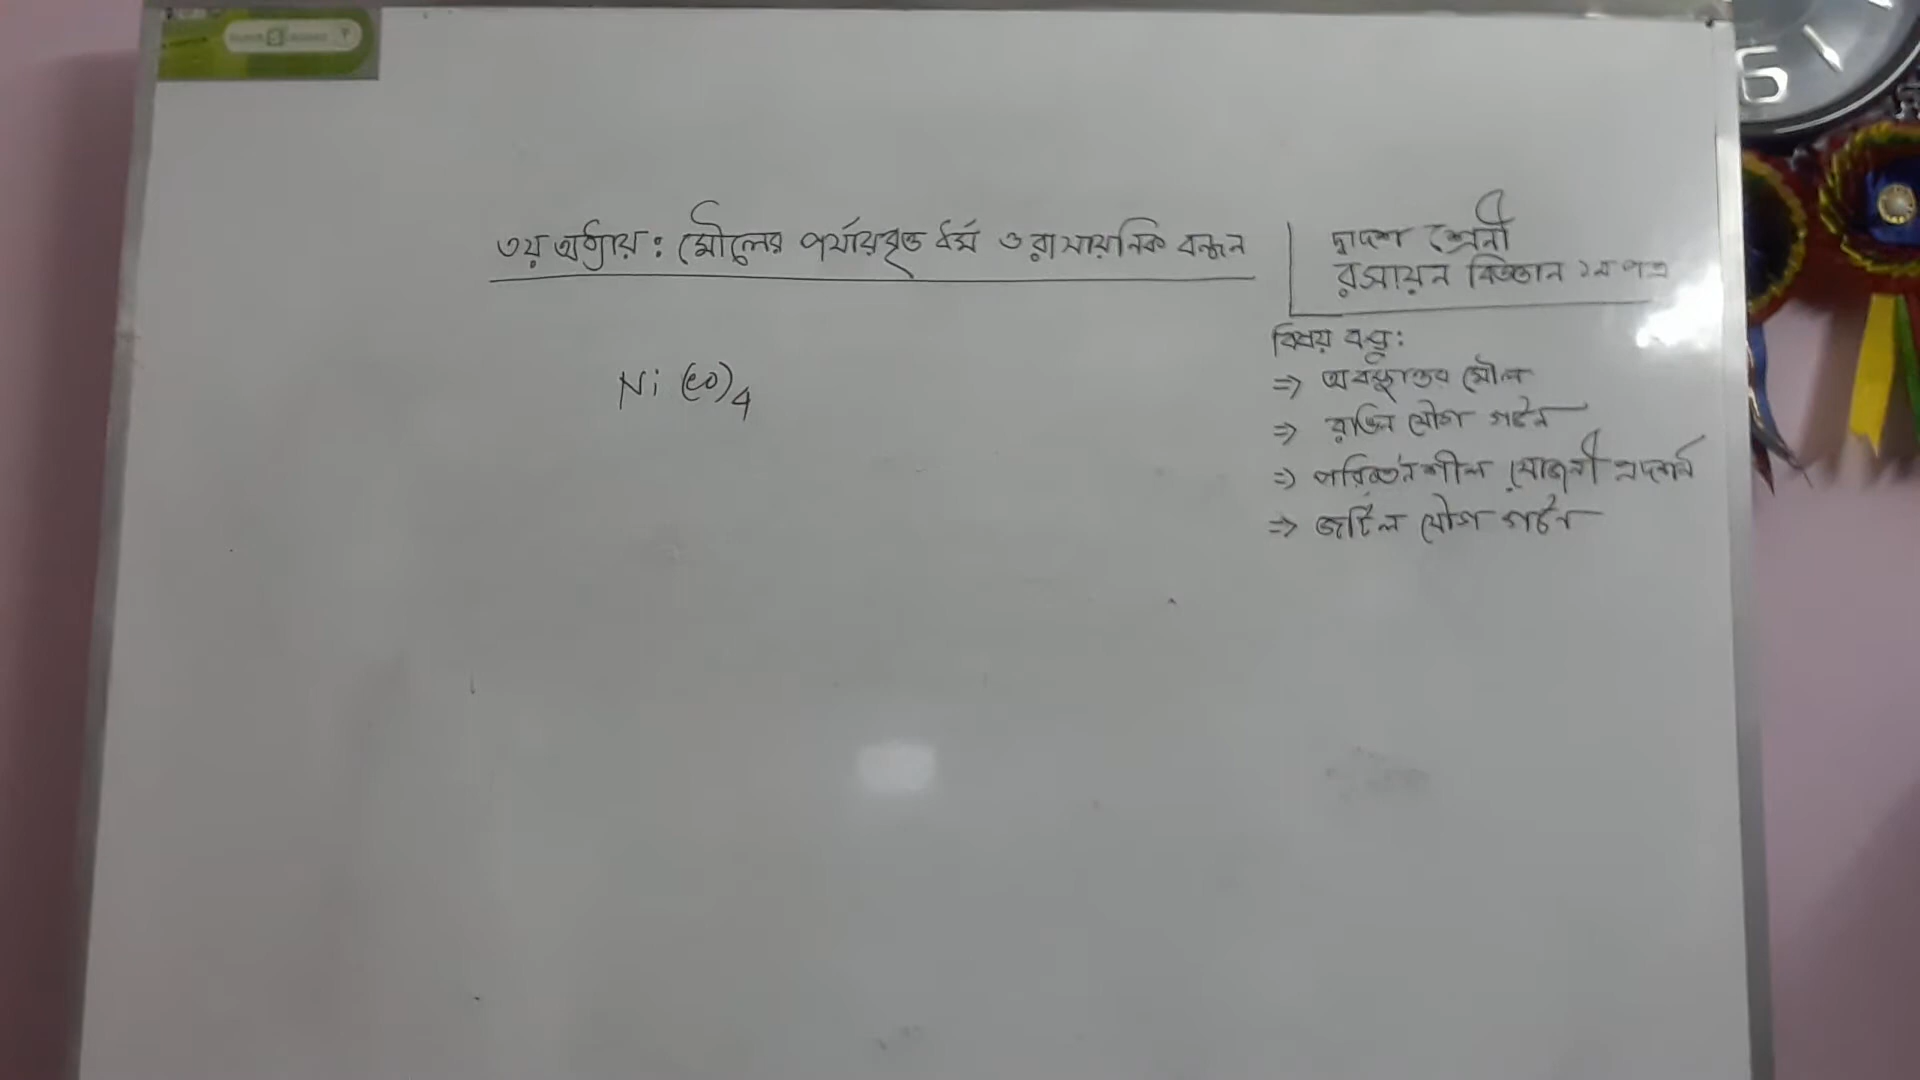 ৩য় অধ্যায়: মৌলের পর্যায়বৃত্ত ধর্ম ও রাসায়নিক বন্ধন
দ্বাদশ শ্রেনী
রসায়ন বিজ্ঞান ১ম পত্র
বিষয় বস্তু:
Ni (CO)4
⇒ অবস্থান্তর মৌল
⇒ রঙিন যৌগ গঠন
⇒ পরিবর্তনশীল যোজনী প্রদর্শন
⇒ জটিল যৌগ গঠন
6